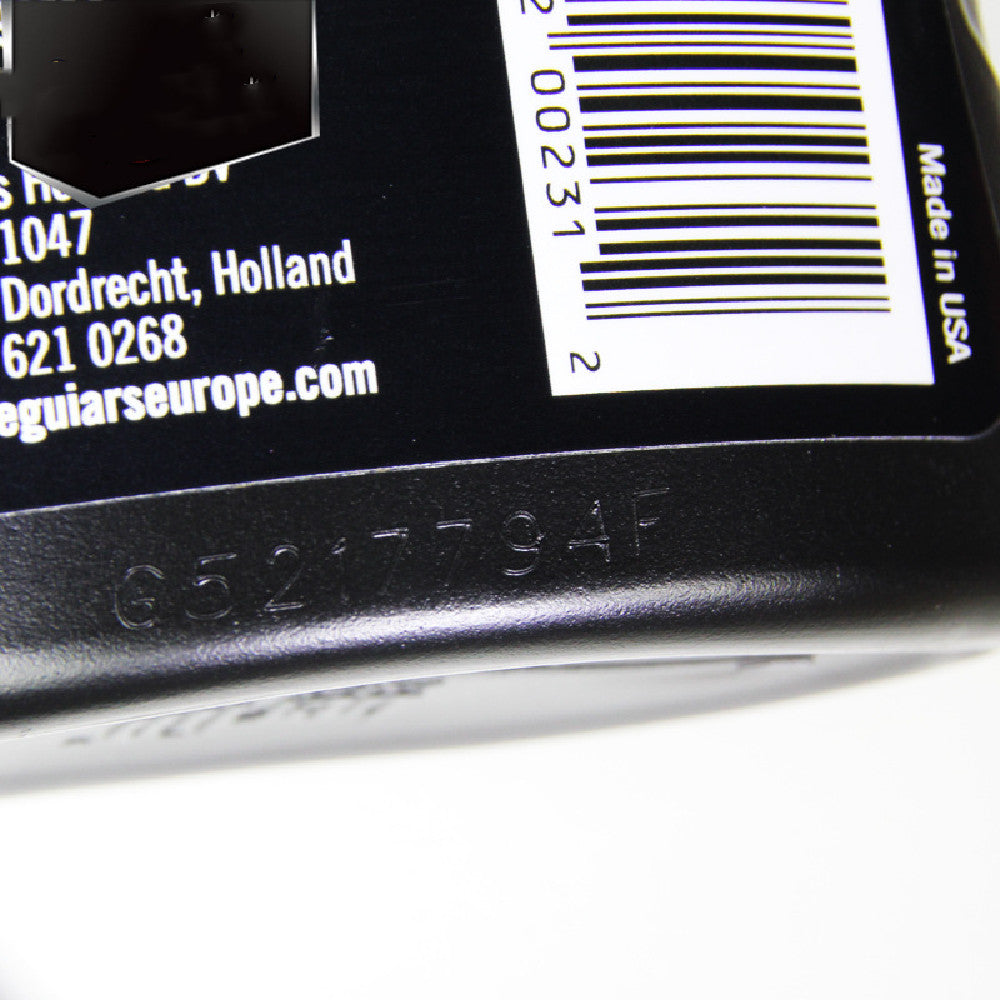 1047
Dordrecht, Holland
621 0268
eguiarseurope.com
2 00231 2
Made in USA
G521779AF